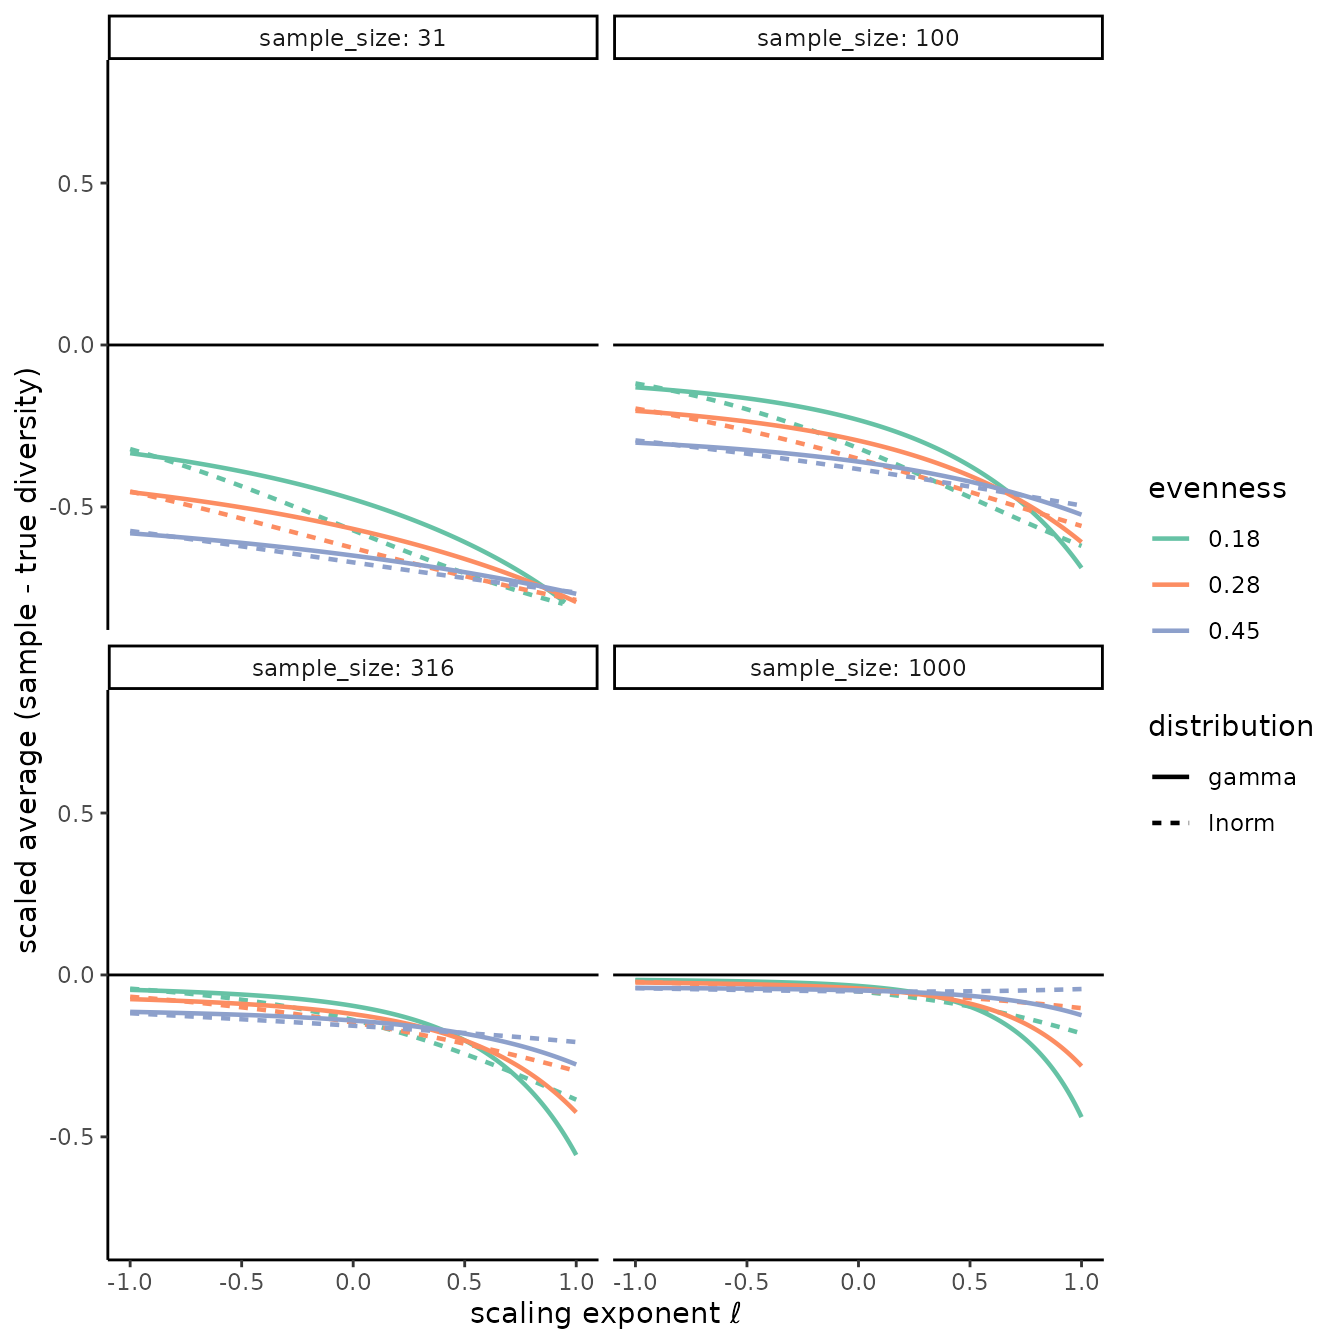 sample_size: 31
sample_size: 100
0.5
0.0
-0.5
sample_size: 316
sample_size: 1000
0.5
0.0
-0.5
-1.0
-0.5
0.0
0.5
1.0
-1.0
-0.5
0.0
0.5
1.0
scaling exponent ℓ
scaled average (sample - true diversity)
evenness
0.18
0.28
0.45
distribution
gamma
lnorm